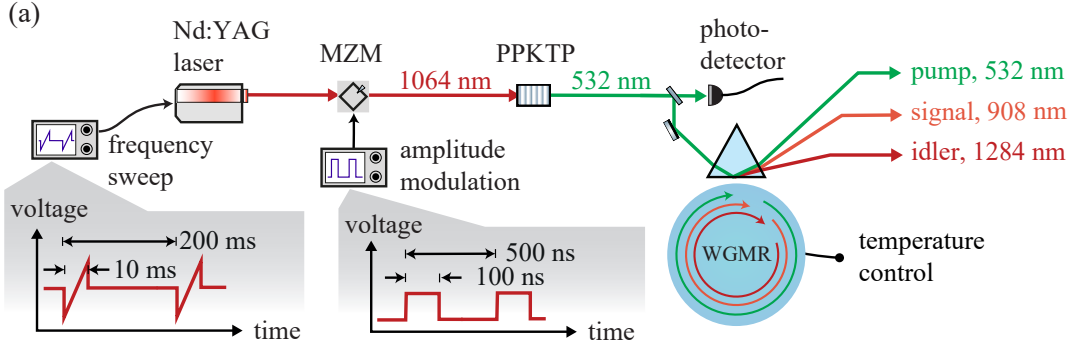 (a)
Nd:YAG
laser
MZM
PPKTP
photo-
detector
1064 nm
532 nm
pump, 532 nm
signal, 908 nm
idler, 1284 nm
frequency
sweep
amplitude
modulation
voltage
200 ms
10 ms
time
voltage
500 ns
100 ns
time
WGMR
temperature
control